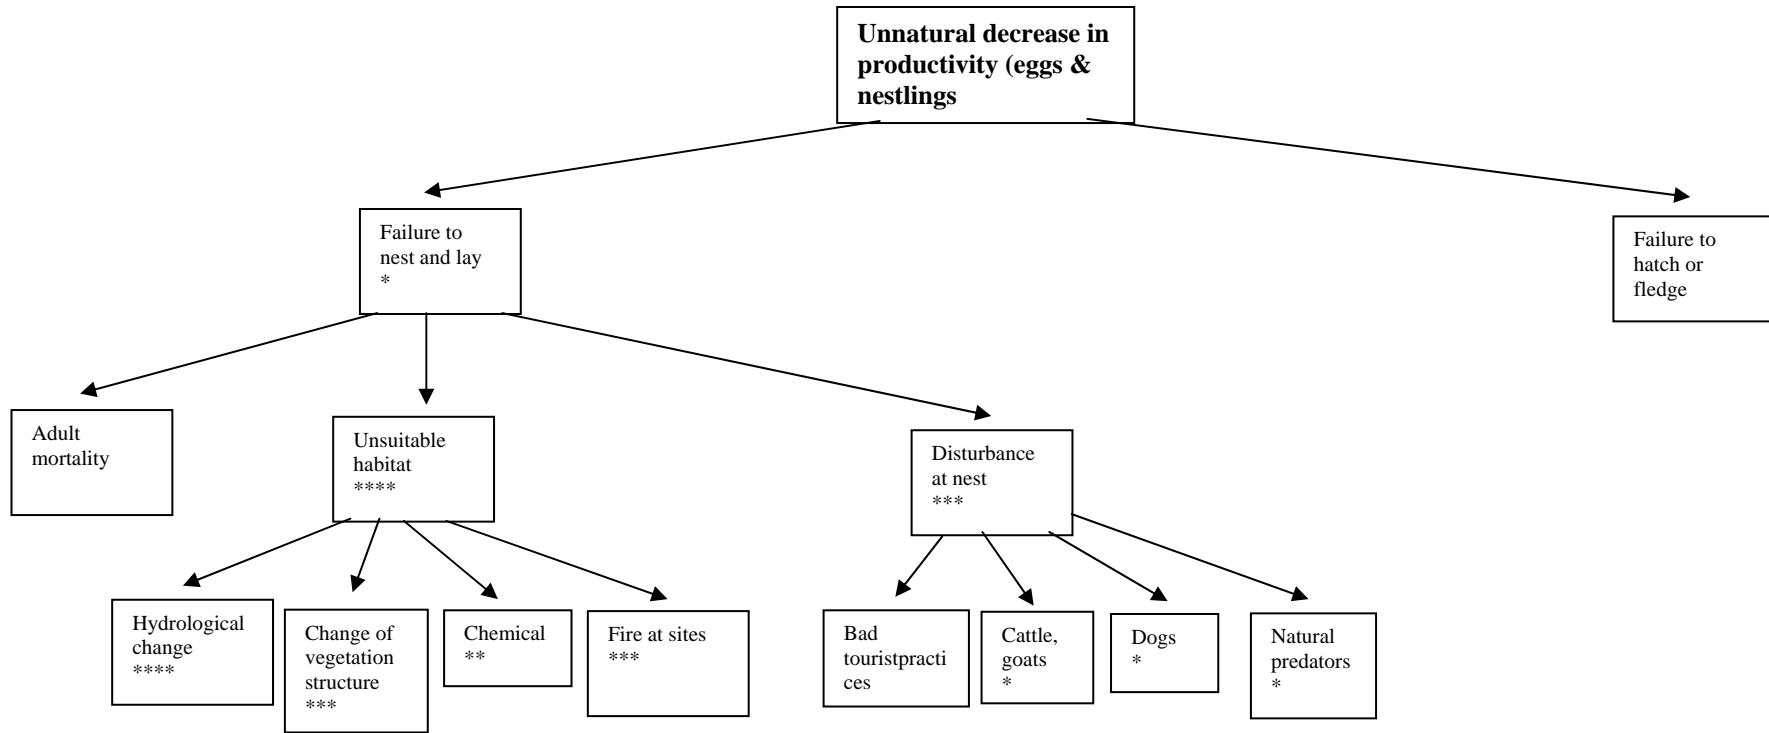 Unnatural decrease in
productivity (eggs &
nestlings
Failure to
nest and lay
*
Failure to
hatch or
fledge
Adult
mortality
Unsuitable
habitat
****
Disturbance
at nest
***
Hydrological
change
****
Change of
vegetation
structure
***
Chemical
**
Fire at sites
***
Bad
touristpracti
ces
Cattle,
goats
*
Dogs
*
Natural
predators
*